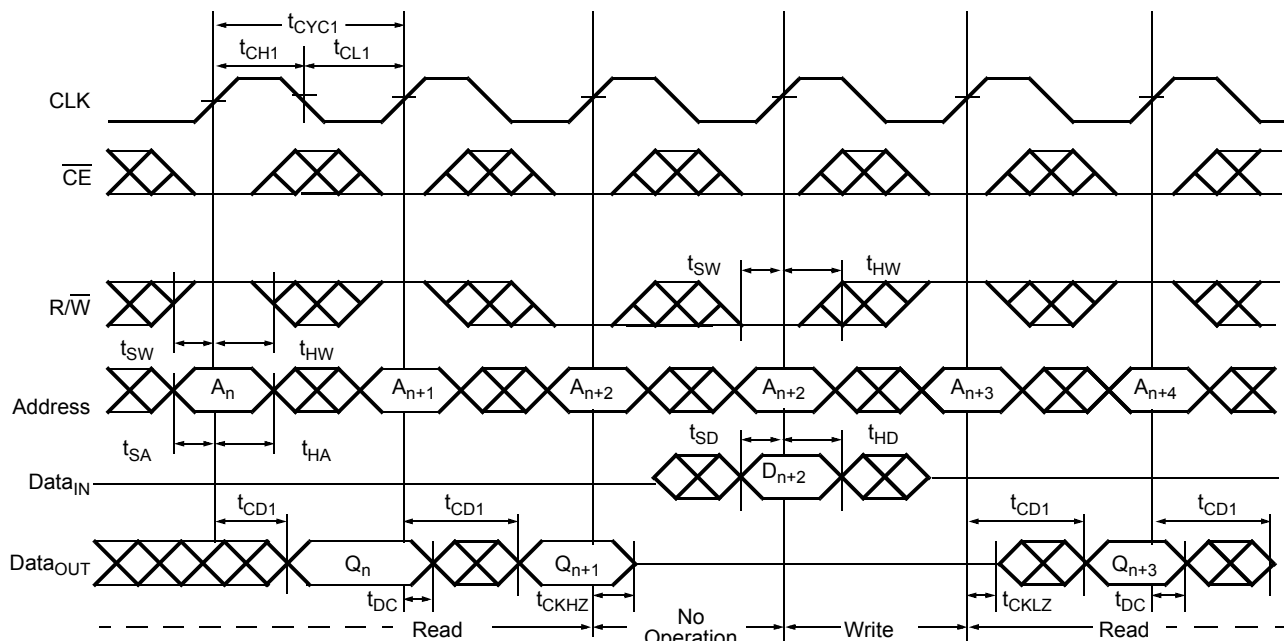 tCYC1
tCH1 tCL1
CLK
CE
tSW tHW
R/W
tSW tHW
Address An An+1 An+2 An+2 An+3 An+4
tSA tHA tSD tHD
DataIN Dn+2
tCD1 tCD1 tCD1 tCD1
DataOUT Qn Qn+1 Qn+3
tDC tCKHZ tCKLZ tDC
Read No Operation Write Read